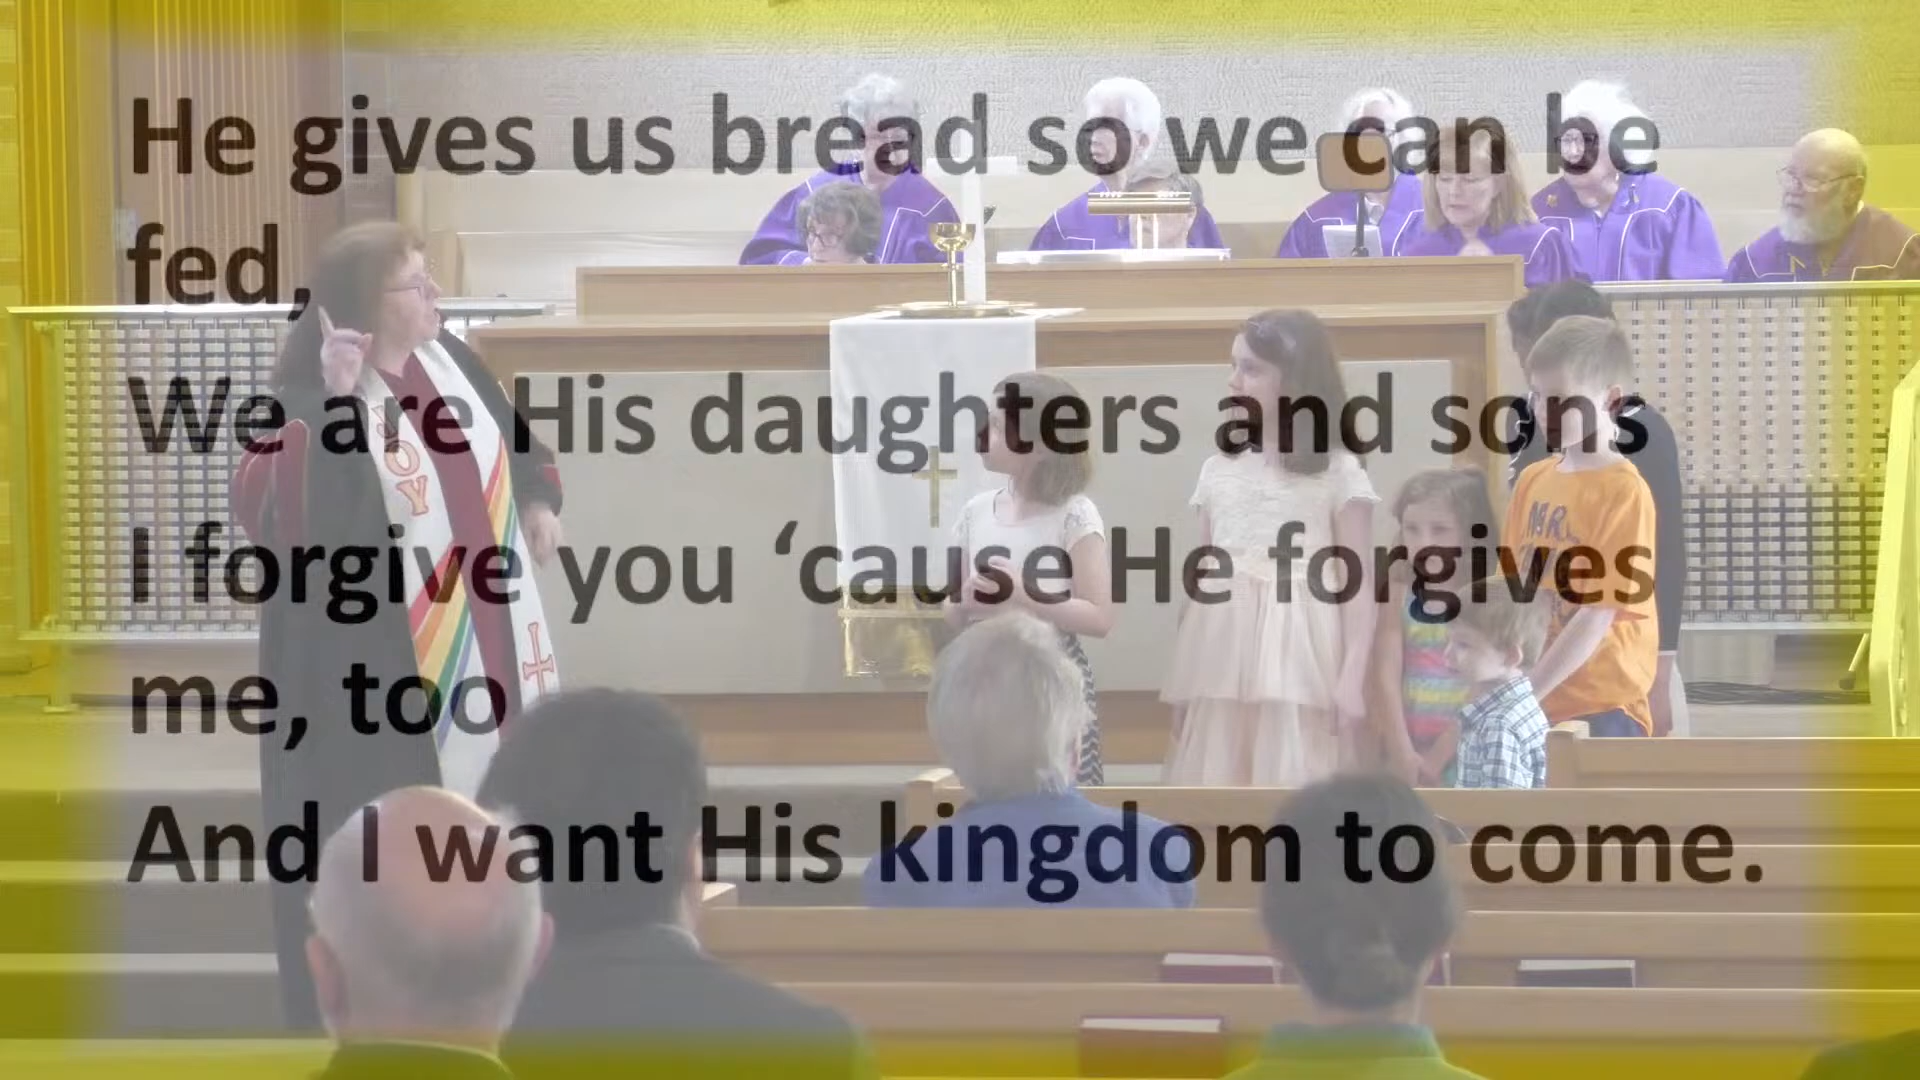 He gives us bread so we can be
fed,
We are His daughters and sons
I forgive you ‘cause He forgives
me, too
And I want His kingdom to come.
JOY